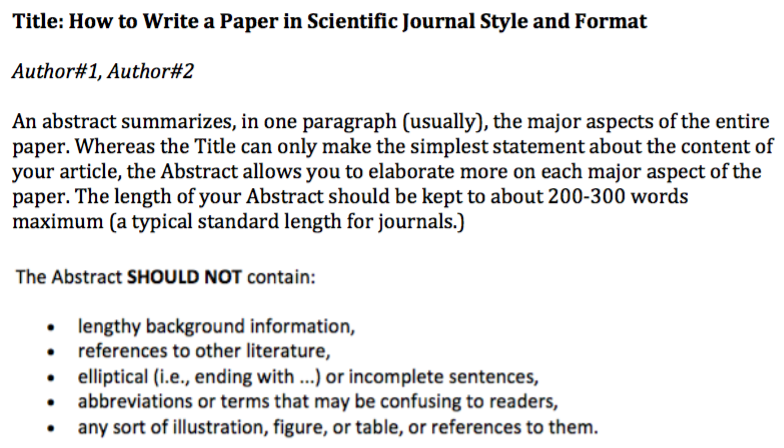 Title: How to Write a Paper in Scientific Journal Style and Format
Author#1, Author#2
An abstract summarizes, in one paragraph (usually), the major aspects of the entire
paper. Whereas the Title can only make the simplest statement about the content of
your article, the Abstract allows you to elaborate more on each major aspect of the
paper. The length of your Abstract should be kept to about 200-300 words
maximum (a typical standard length for journals.)
The Abstract SHOULD NOT contain:
• lengthy background information,
• references to other literature,
• elliptical (i.e., ending with ...) or incomplete sentences,
• abbreviations or terms that may be confusing to readers,
• any sort of illustration, figure, or table, or references to them.